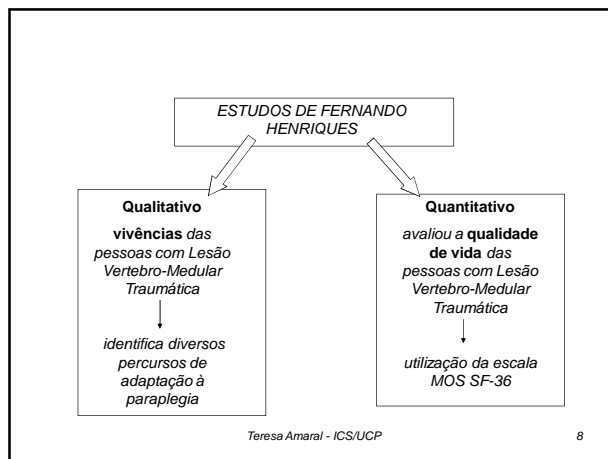 ESTUDOS DE FERNANDO
HENRIQUES
Qualitativo
vivências das
pessoas com Lesão
Vertebro-Medular
Traumática
identifica diversos
percursos de
adaptação à
paraplegia
Quantitativo
avaliou a qualidade
de vida das
pessoas com Lesão
Vertebro-Medular
Traumática
utilização da escala
MOS SF-36
Teresa Amaral - ICS/UCP
8